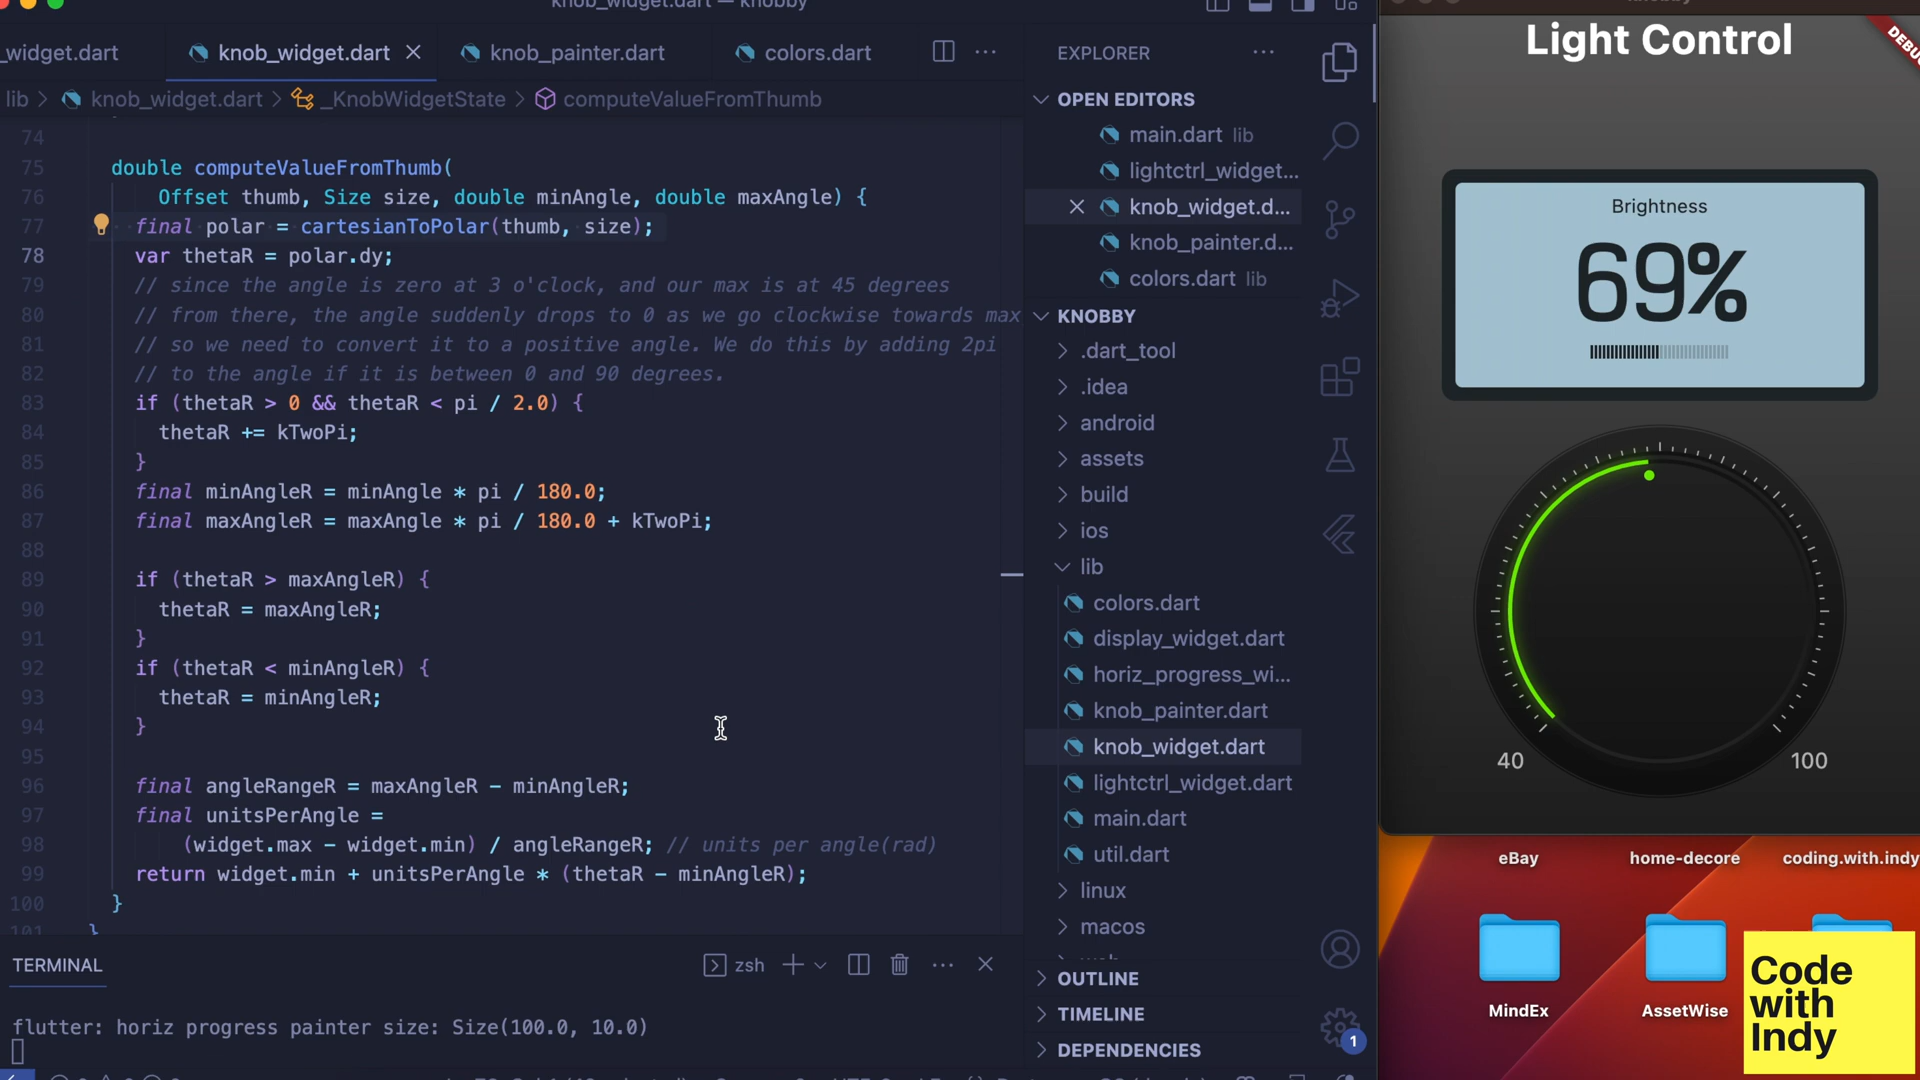 knob_widget.dart — knobby
_widget.dart
knob_widget.dart
knob_painter.dart
colors.dart
lib > knob_widget.dart > _KnobWidgetState > computeValueFromThumb
74
75 double computeValueFromThumb(
76 Offset thumb, Size size, double minAngle, double maxAngle) {
77 final polar = cartesianToPolar(thumb, size);
78 var thetaR = polar.dy;
79 // since the angle is zero at 3 o'clock, and our max is at 45 degrees
80 // from there, the angle suddenly drops to 0 as we go clockwise towards max
81 // so we need to convert it to a positive angle. We do this by adding 2pi
82 // to the angle if it is between 0 and 90 degrees.
83 if (thetaR > 0 && thetaR < pi / 2.0) {
84 thetaR += kTwoPi;
85 }
86 final minAngleR = minAngle * pi / 180.0;
87 final maxAngleR = maxAngle * pi / 180.0 + kTwoPi;
88
89 if (thetaR > maxAngleR) {
90 thetaR = maxAngleR;
91 }
92 if (thetaR < minAngleR) {
93 thetaR = minAngleR;
94 }
95
96 final angleRangeR = maxAngleR - minAngleR;
97 final unitsPerAngle =
98 (widget.max - widget.min) / angleRangeR; // units per angle(rad)
99 return widget.min + unitsPerAngle * (thetaR - minAngleR);
100 }
101 }
TERMINAL
zsh
flutter: horiz progress painter size: Size(100.0, 10.0)
EXPLORER
OPEN EDITORS
main.dart lib
lightctrl_widget...
knob_widget.d...
knob_painter.d...
colors.dart lib
KNOBBY
.dart_tool
.idea
android
assets
build
ios
lib
colors.dart
display_widget.dart
horiz_progress_wi...
knob_painter.dart
knob_widget.dart
lightctrl_widget.dart
main.dart
util.dart
linux
macos
OUTLINE
TIMELINE
DEPENDENCIES
1
Light Control
Brightness
69%
40
100
eBay
home-decore
coding.with.indy
MindEx
AssetWise
Code
with
Indy